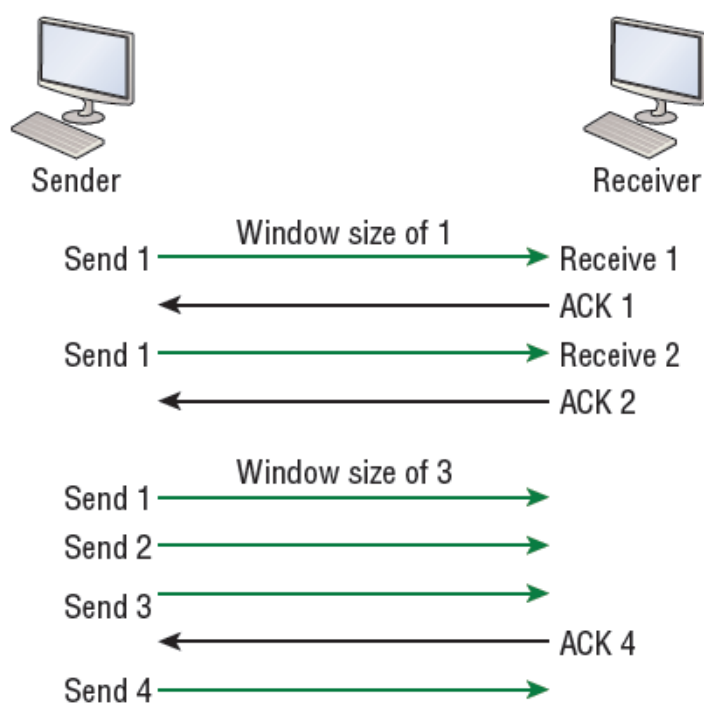 Sender Receiver
Window size of 1
Send 1 Receive 1
ACK 1
Send 1 Receive 2
ACK 2
Window size of 3
Send 1
Send 2
Send 3
ACK 4
Send 4